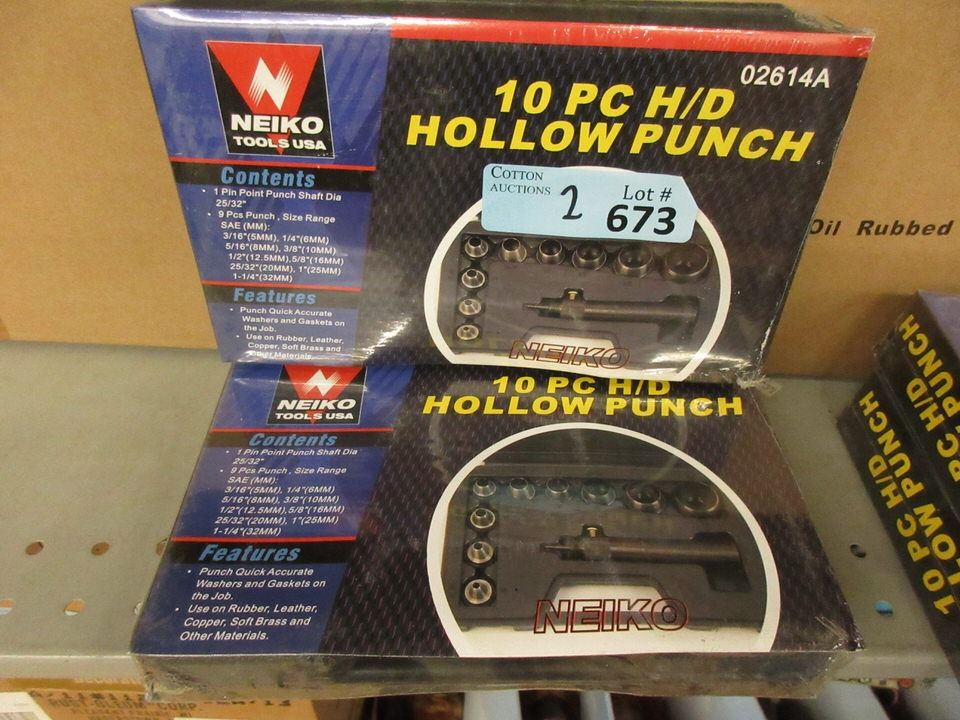 NEIKO
TOOLS USA
02614A
10 PC H/D
HOLLOW PUNCH
COTTON
AUCTIONS
2
Lot #
673
Contents
• 1 Pin Point Punch Shaft Dia
25/32"
• 9 Pcs Punch , Size Range
SAE (MM):
3/16"(5MM), 1/4"(6MM)
5/16"(8MM), 3/8"(10MM)
1/2"(12.5MM),5/8"(16MM)
25/32"(20MM), 1"(25MM)
1-1/4"(32MM)
Features
• Punch Quick Accurate
Washers and Gaskets on
the Job.
• Use on Rubber, Leather,
Copper, Soft Brass and
Other Materials.
NEIKO
Oil Rubbed
NEIKO
TOOLS USA
10 PC H/D
HOLLOW PUNCH
Contents
• 1 Pin Point Punch Shaft Dia
25/32"
• 9 Pcs Punch , Size Range
SAE (MM):
3/16"(5MM), 1/4"(6MM)
5/16"(8MM), 3/8"(10MM)
1/2"(12.5MM),5/8"(16MM)
25/32"(20MM), 1"(25MM)
1-1/4"(32MM)
Features
• Punch Quick Accurate
Washers and Gaskets on
the Job.
• Use on Rubber, Leather,
Copper, Soft Brass and
Other Materials.
NEIKO
10 PC H/D
LOW PUNCH
PC H/D
PUNCH
RUST-OLEUM CORP.